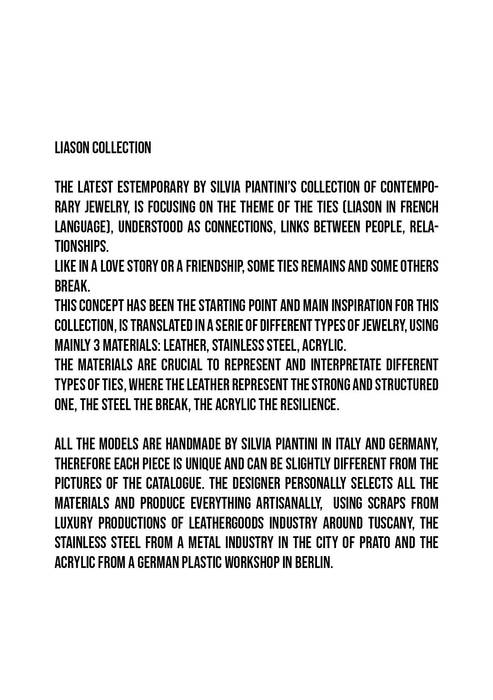 LIASON COLLECTION
THE LATEST ESTEMPORARY BY SILVIA PIANTINI'S COLLECTION OF CONTEMPO-
RARY JEWELRY, IS FOCUSING ON THE THEME OF THE TIES (LIASON IN FRENCH
LANGUAGE), UNDERSTOOD AS CONNECTIONS, LINKS BETWEEN PEOPLE, RELA-
TIONSHIPS.
LIKE IN A LOVE STORY OR A FRIENDSHIP, SOME TIES REMAINS AND SOME OTHERS
BREAK.
THIS CONCEPT HAS BEEN THE STARTING POINT AND MAIN INSPIRATION FOR THIS
COLLECTION, IS TRANSLATED IN A SERIE OF DIFFERENT TYPES OF JEWELRY, USING
MAINLY 3 MATERIALS: LEATHER, STAINLESS STEEL, ACRYLIC.
THE MATERIALS ARE CRUCIAL TO REPRESENT AND INTERPRETATE DIFFERENT
TYPES OF TIES, WHERE THE LEATHER REPRESENT THE STRONG AND STRUCTURED
ONE, THE STEEL THE BREAK, THE ACRYLIC THE RESILIENCE.
ALL THE MODELS ARE HANDMADE BY SILVIA PIANTINI IN ITALY AND GERMANY,
THEREFORE EACH PIECE IS UNIQUE AND CAN BE SLIGHTLY DIFFERENT FROM THE
PICTURES OF THE CATALOGUE. THE DESIGNER PERSONALLY SELECTS ALL THE
MATERIALS AND PRODUCE EVERYTHING ARTISANALLY, USING SCRAPS FROM
LUXURY PRODUCTIONS OF LEATHERGOODS INDUSTRY AROUND TUSCANY, THE
STAINLESS STEEL FROM A METAL INDUSTRY IN THE CITY OF PRATO AND THE
ACRYLIC FROM A GERMAN PLASTIC WORKSHOP IN BERLIN.